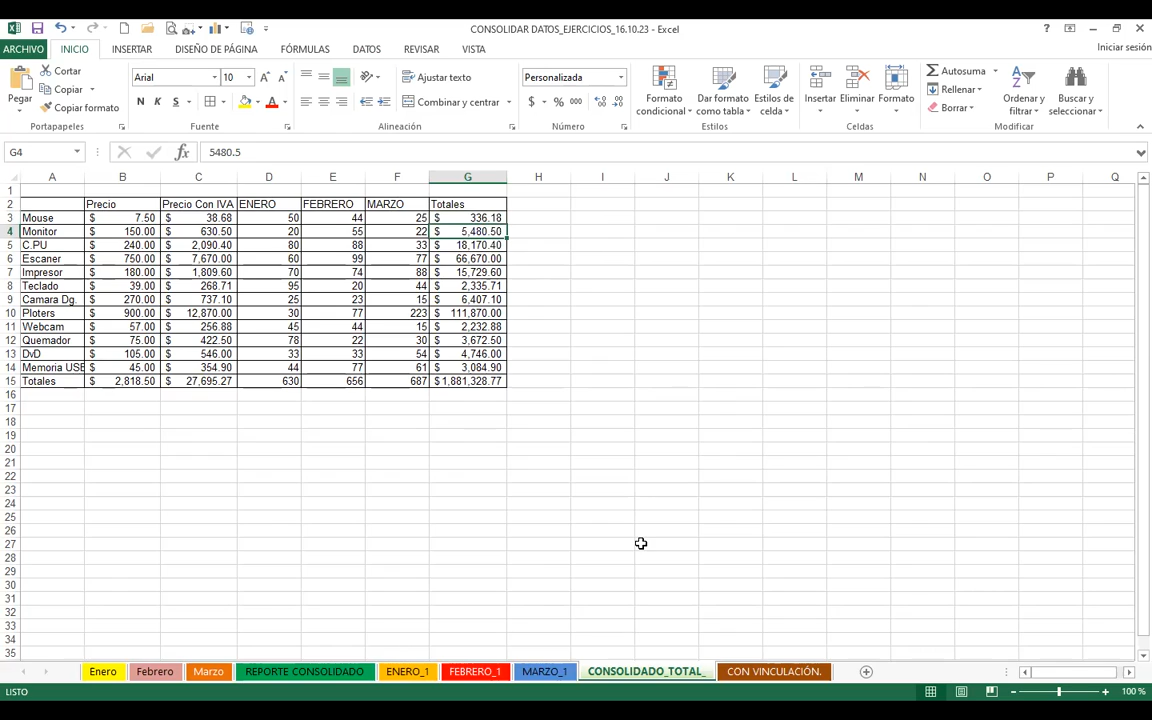 CONSOLIDAR DATOS_EJERCICIOS_16.10.23 - Excel
ARCHIVO INICIO INSERTAR DISEÑO DE PÁGINA FÓRMULAS DATOS REVISAR VISTA Iniciar sesión
Pegar Cortar Copiar Copiar formato Portapapeles
Arial 10 N K S Fuente
Ajustar texto Combinar y centrar Alineación
Personalizada $ % 000 Número
Formato condicional Dar formato como tabla Estilos de celda Estilos
Insertar Eliminar Formato Celdas
Autosuma Rellenar Borrar Ordenar y filtrar Buscar y seleccionar Modificar
G4 fx 5480.5
A B C D E F G H I J K L M N O P Q
1
2 Precio Precio Con IVA ENERO FEBRERO MARZO Totales
3 Mouse $ 7.50 $ 38.68 50 44 25 $ 336.18
4 Monitor $ 150.00 $ 630.50 20 55 22 $ 5,480.50
5 C.PU $ 240.00 $ 2,090.40 80 88 33 $ 18,170.40
6 Escaner $ 750.00 $ 7,670.00 60 99 77 $ 66,670.00
7 Impresor $ 180.00 $ 1,809.60 70 74 88 $ 15,729.60
8 Teclado $ 39.00 $ 268.71 95 20 44 $ 2,335.71
9 Camara Dg. $ 270.00 $ 737.10 25 23 15 $ 6,407.10
10 Ploters $ 900.00 $ 12,870.00 30 77 223 $ 111,870.00
11 Webcam $ 57.00 $ 256.88 45 44 15 $ 2,232.88
12 Quemador $ 75.00 $ 422.50 78 22 30 $ 3,672.50
13 DvD $ 105.00 $ 546.00 33 33 54 $ 4,746.00
14 Memoria USB $ 45.00 $ 354.90 44 77 61 $ 3,084.90
15 Totales $ 2,818.50 $ 27,695.27 630 656 687 $ 1,881,328.77
16
17
18
19
20
21
22
23
24
25
26
27
28
29
30
31
32
33
34
35
Enero Febrero Marzo REPORTE CONSOLIDADO ENERO_1 FEBRERO_1 MARZO_1 CONSOLIDADO_TOTAL_ CON VINCULACIÓN.
LISTO 100 %